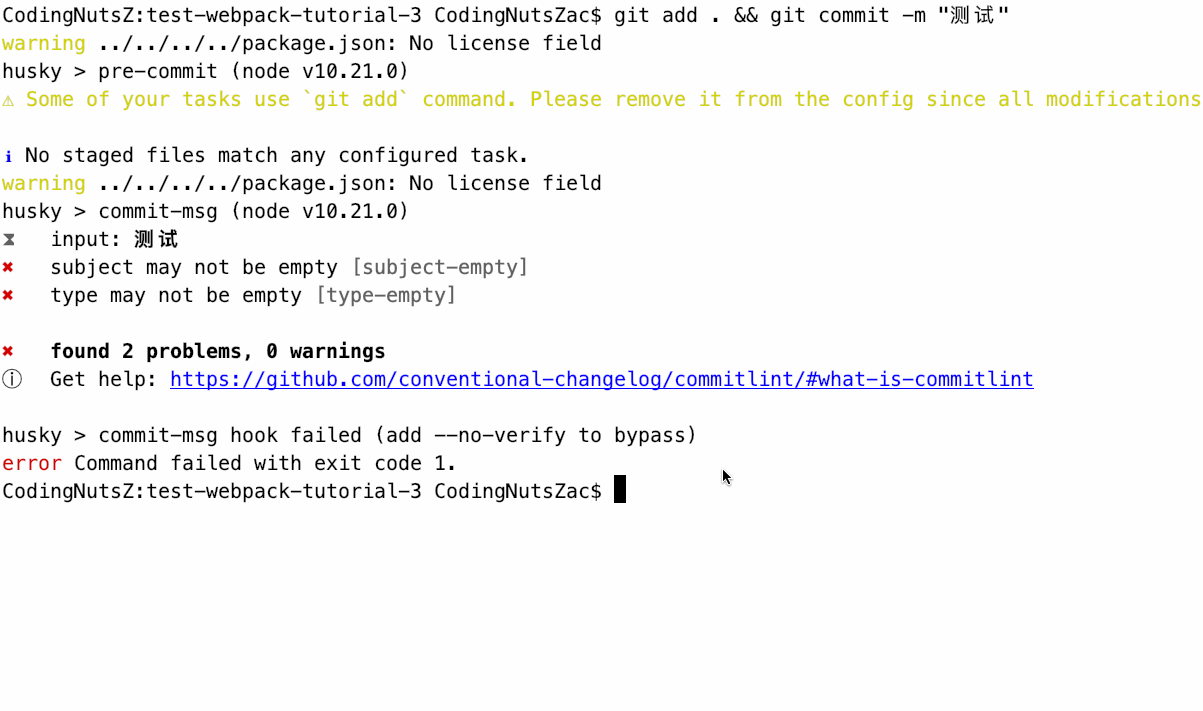 CodingNutsZ:test-webpack-tutorial-3 CodingNutsZac$ git add . && git commit -m "测试"
warning ../../../../package.json: No license field
husky > pre-commit (node v10.21.0)
⚠ Some of your tasks use `git add` command. Please remove it from the config since all modifications
ℹ No staged files match any configured task.
warning ../../../../package.json: No license field
husky > commit-msg (node v10.21.0)
⧗   input: 测试
✖   subject may not be empty [subject-empty]
✖   type may not be empty [type-empty]
✖   found 2 problems, 0 warnings
ⓘ   Get help: https://github.com/conventional-changelog/commitlint/#what-is-commitlint
husky > commit-msg hook failed (add --no-verify to bypass)
error Command failed with exit code 1.
CodingNutsZ:test-webpack-tutorial-3 CodingNutsZac$